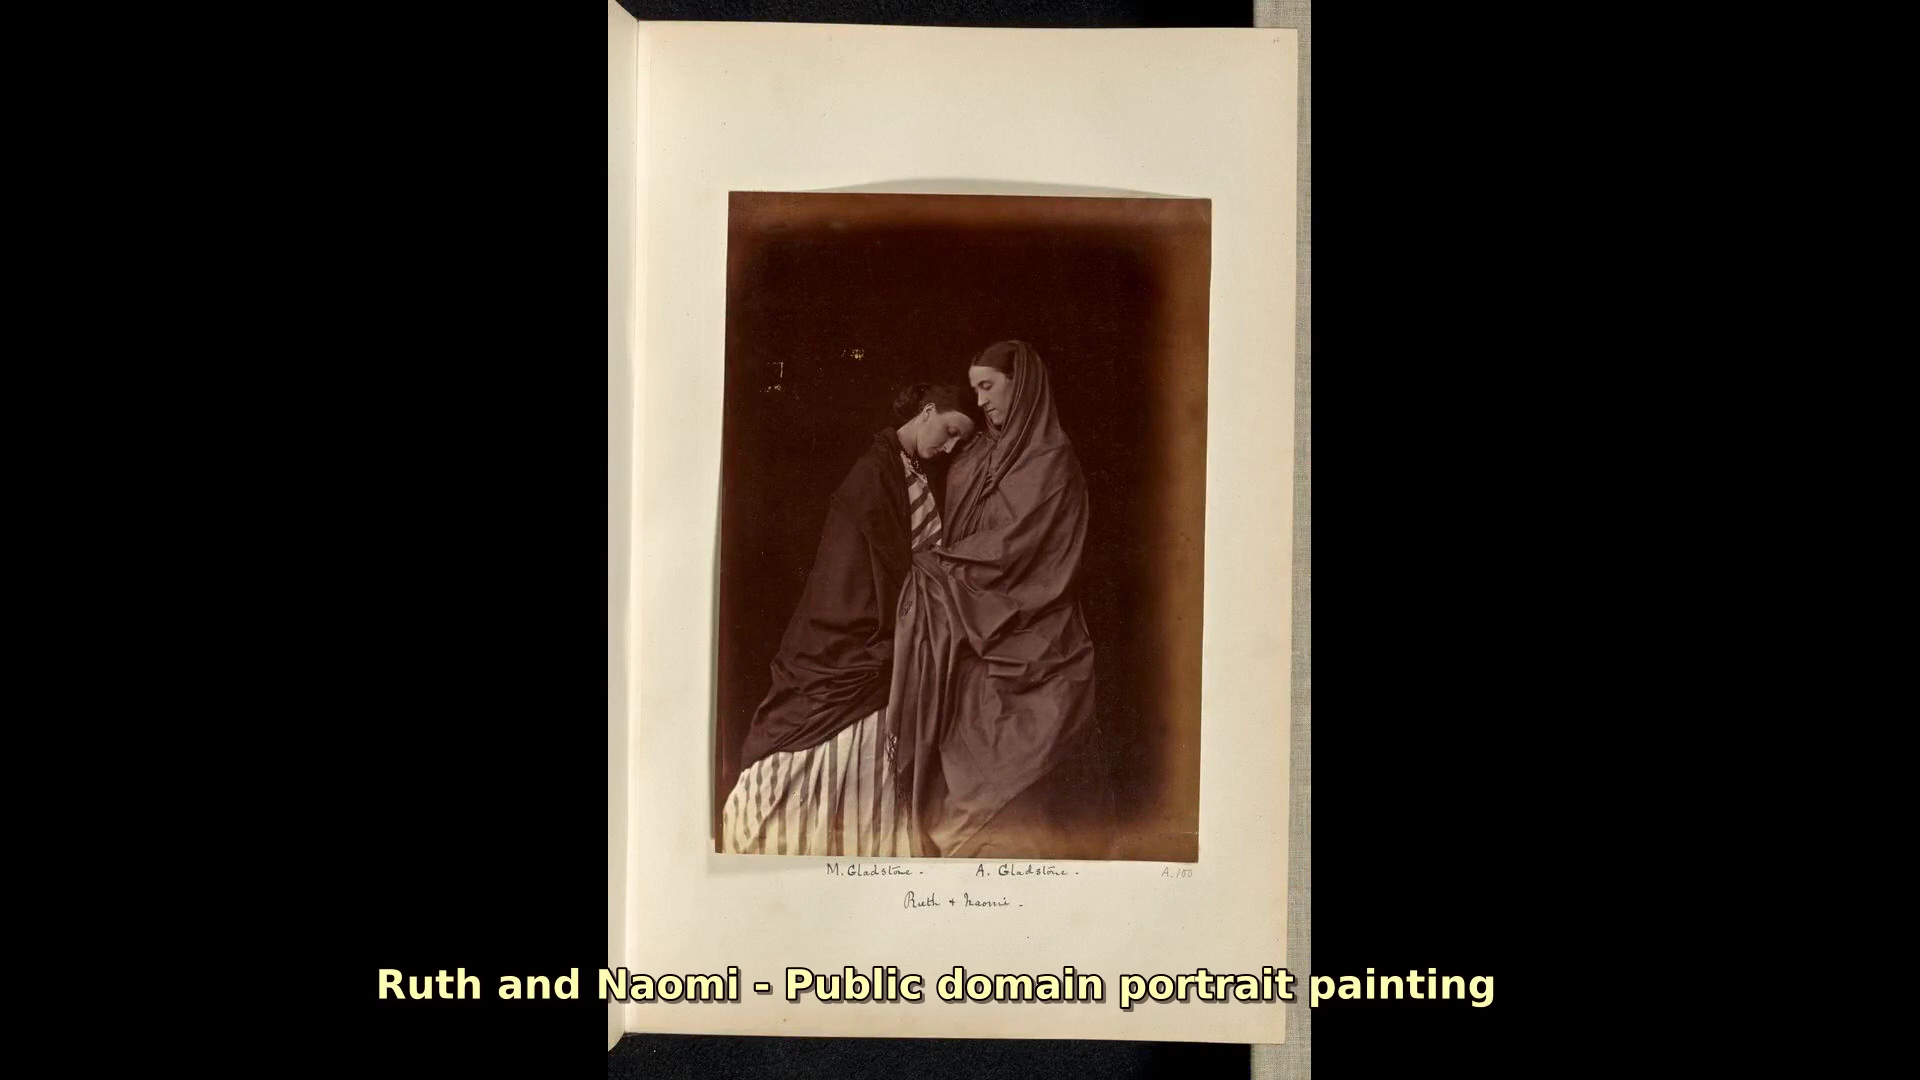 M. Gladstone. A. Gladstone. A.100
Ruth + Naomi.
Ruth and Naomi - Public domain portrait painting